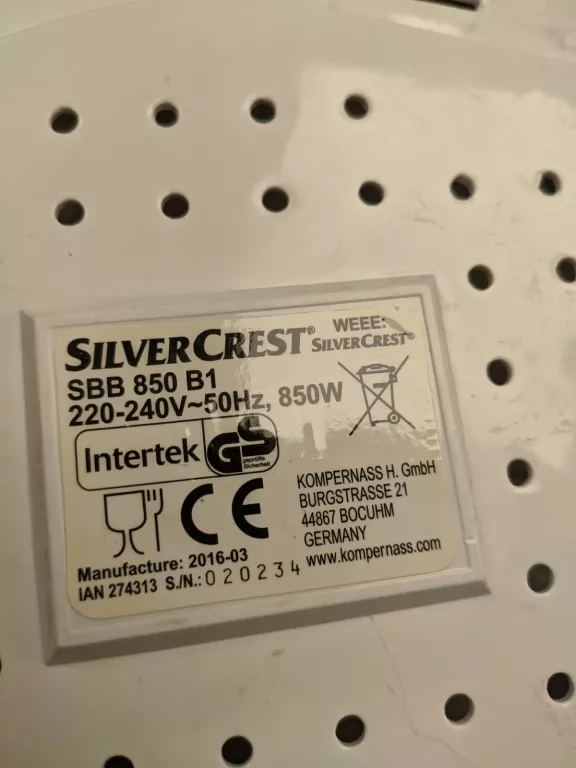 SILVERCREST®
WEEE:
SILVERCREST®
SBB 850 B1
220-240V~50Hz, 850W
Intertek
GS
geprüfte
Sicherheit
CE
KOMPERNASS H. GmbH
BURGSTRASSE 21
44867 BOCUHM
GERMANY
www.kompernass.com
Manufacture: 2016-03
IAN 274313 S./N.: 020234